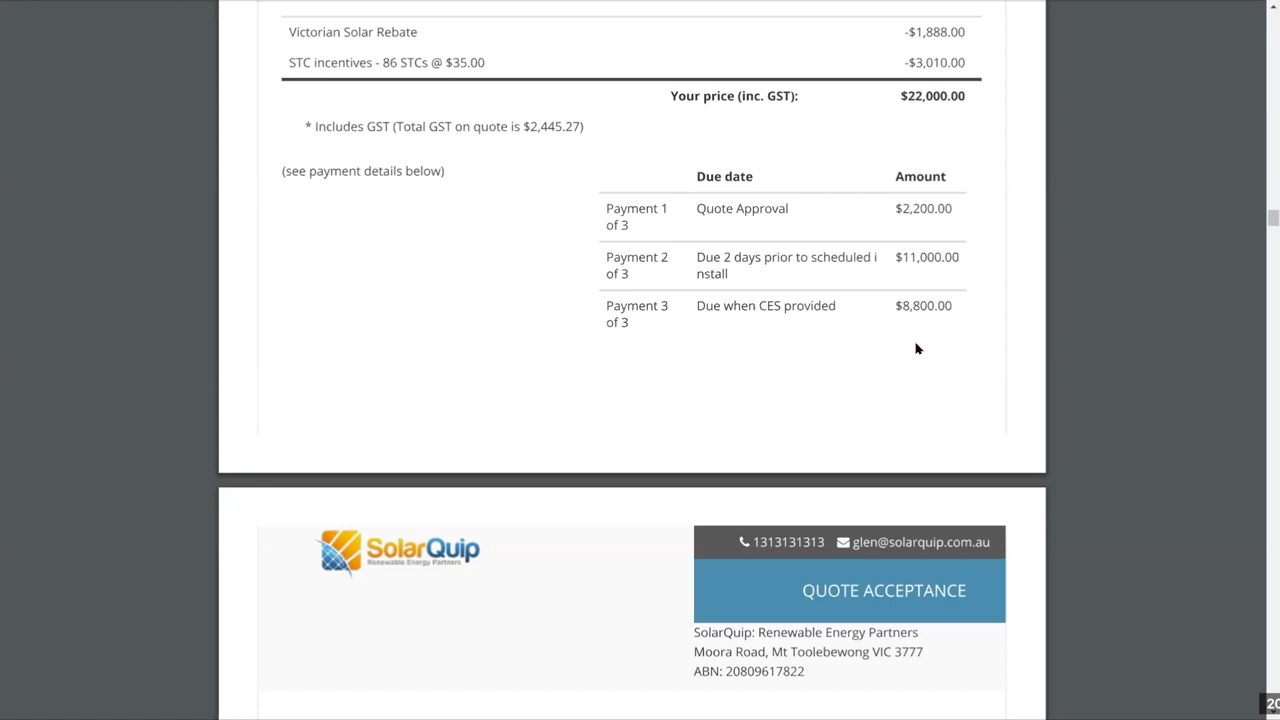 Victorian Solar Rebate -$1,888.00
STC incentives - 86 STCs @ $35.00 -$3,010.00
Your price (inc. GST): $22,000.00
* Includes GST (Total GST on quote is $2,445.27)
(see payment details below)
Due date Amount
Payment 1 Quote Approval $2,200.00
of 3
Payment 2 Due 2 days prior to scheduled i $11,000.00
of 3 nstall
Payment 3 Due when CES provided $8,800.00
of 3
SolarQuip
Renewable Energy Partners
1313131313 glen@solarquip.com.au
QUOTE ACCEPTANCE
SolarQuip: Renewable Energy Partners
Moora Road, Mt Toolebewong VIC 3777
ABN: 20809617822
20